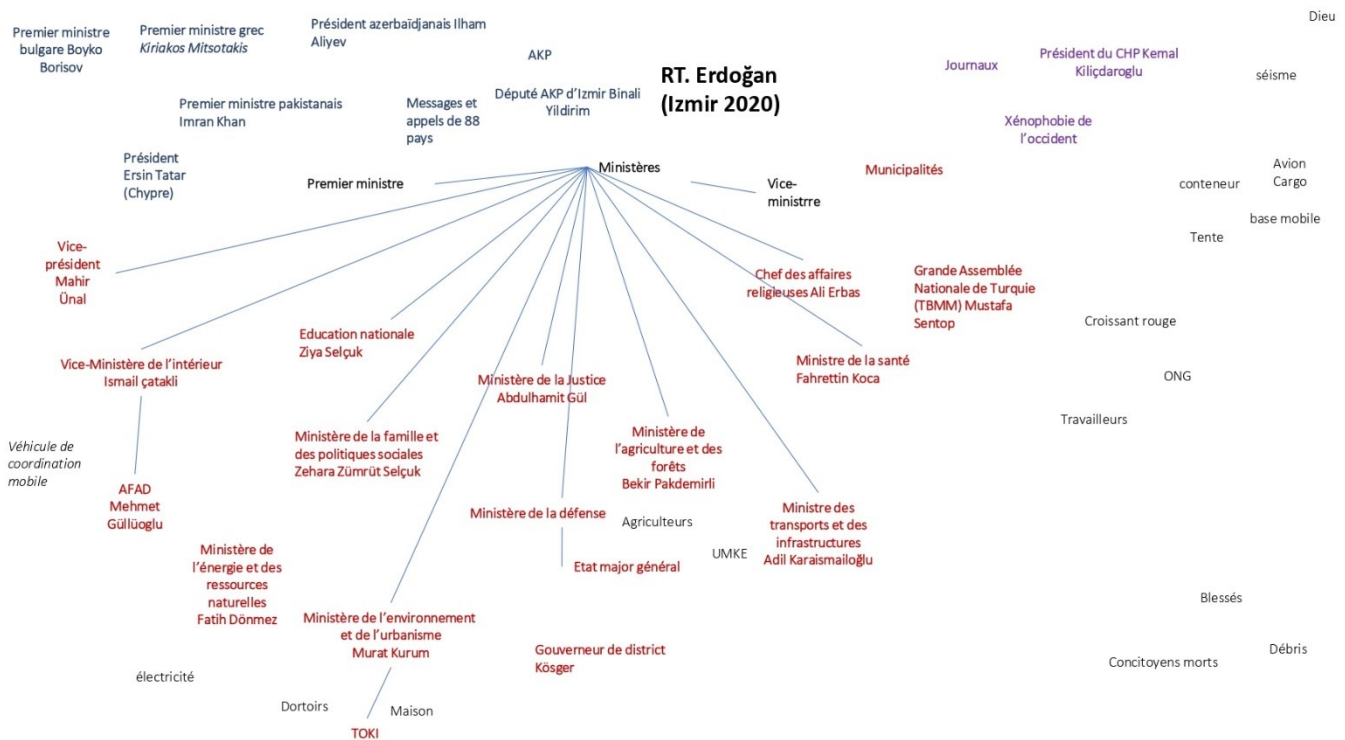 Dieu
Premier ministre
bulgare Boyko
Borisov
Premier ministre grec
Kiriakos Mitsotakis
Président azerbaïdjanais Ilham
Aliyev
AKP
RT. Erdoğan
(Izmir 2020)
Journaux
Président du CHP Kemal
Kiliçdaroglu
séisme
Premier ministre pakistanais
Imran Khan
Messages et
appels de 88
pays
Député AKP d'Izmir Binali
Yildirim
Xénophobie de
l'occident
Président
Ersin Tatar
(Chypre)
Premier ministre
Ministères
Vice-
ministrre
Municipalités
conteneur
Avion
Cargo
base mobile
Tente
Vice-
président
Mahir
Ünal
Chef des affaires
religieuses Ali Erbas
Grande Assemblée
Nationale de Turquie
(TBMM) Mustafa
Sentop
Croissant rouge
Education nationale
Ziya Selçuk
Vice-Ministère de l'intérieur
Ismail çatakli
Ministère de la Justice
Abdulhamit Gül
Ministre de la santé
Fahrettin Koca
ONG
Travailleurs
Véhicule de
coordination
mobile
Ministère de la famille et
des politiques sociales
Zehara Zümrüt Selçuk
Ministère de
l'agriculture et des
forêts
Bekir Pakdemirli
AFAD
Mehmet
Güllüoglu
Ministère de la défense
Agriculteurs
Ministre des
transports et des
infrastructures
Adil Karaismailoğlu
UMKE
Ministère de
l'énergie et des
ressources
naturelles
Fatih Dönmez
Etat major général
Blessés
Ministère de l'environnement
et de l'urbanisme
Murat Kurum
Gouverneur de district
Kösger
Concitoyens morts
Débris
électricité
Dortoirs
Maison
TOKI